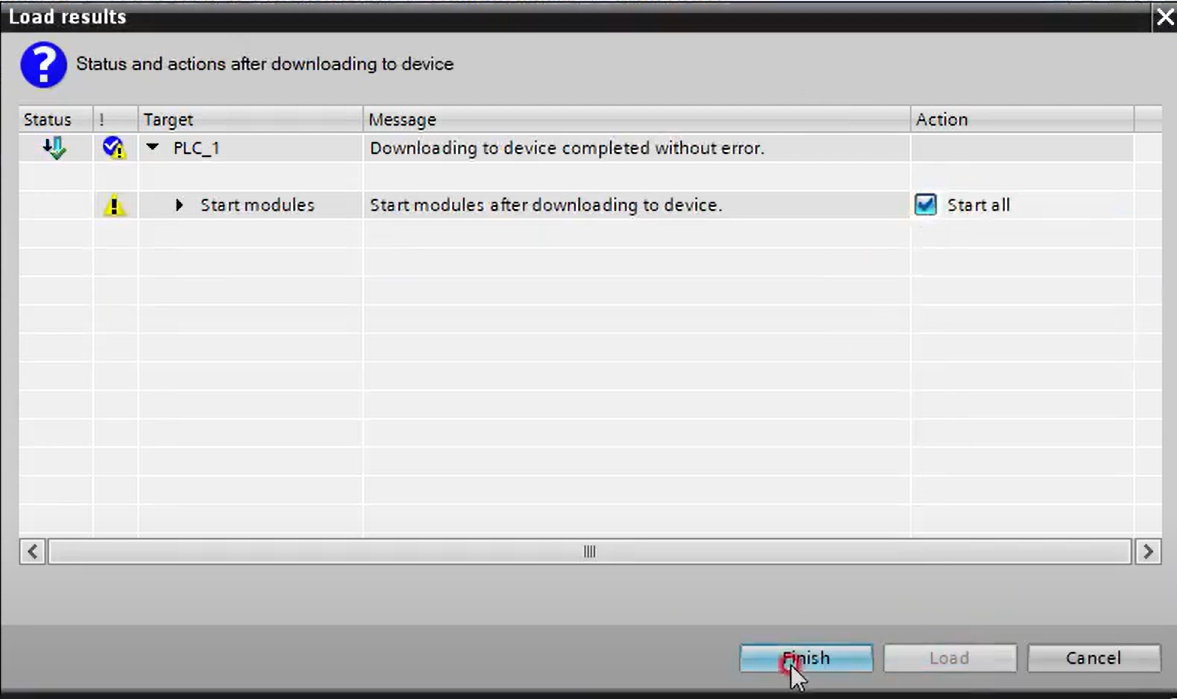 Load results
Status and actions after downloading to device
Status ! Target Message Action
PLC_1 Downloading to device completed without error.
Start modules Start modules after downloading to device. Start all
Finish Load Cancel